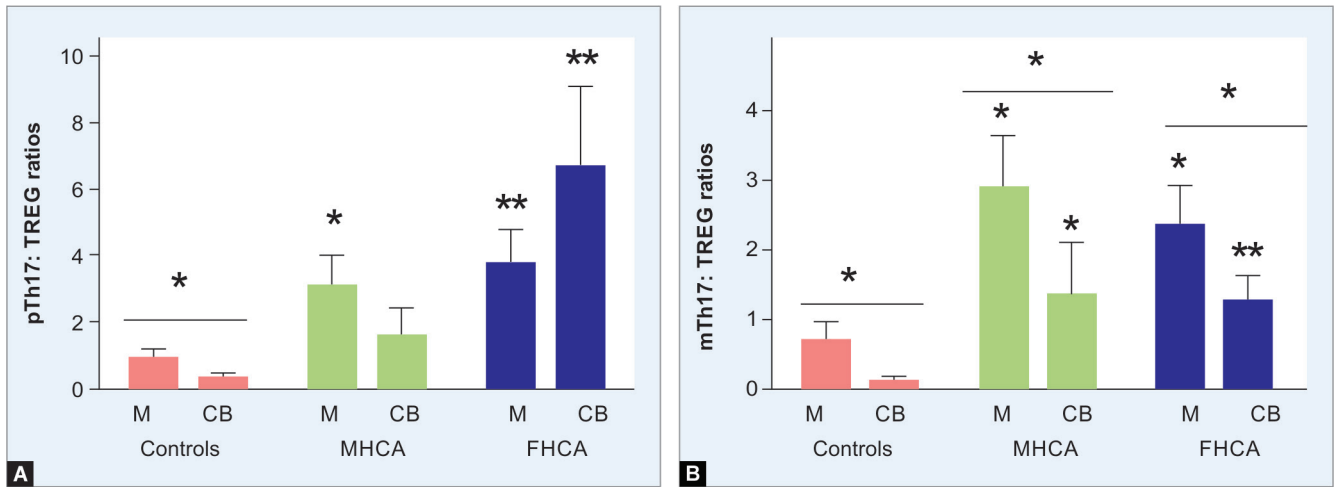 10
8
6
4
2
0
pTh17: TREG ratios
*
*
**
**
M CB M CB M CB
Controls MHCA FHCA
A
4
3
2
1
0
mTh17: TREG ratios
*
*
*
*
*
*
**
M CB M CB M CB
Controls MHCA FHCA
B